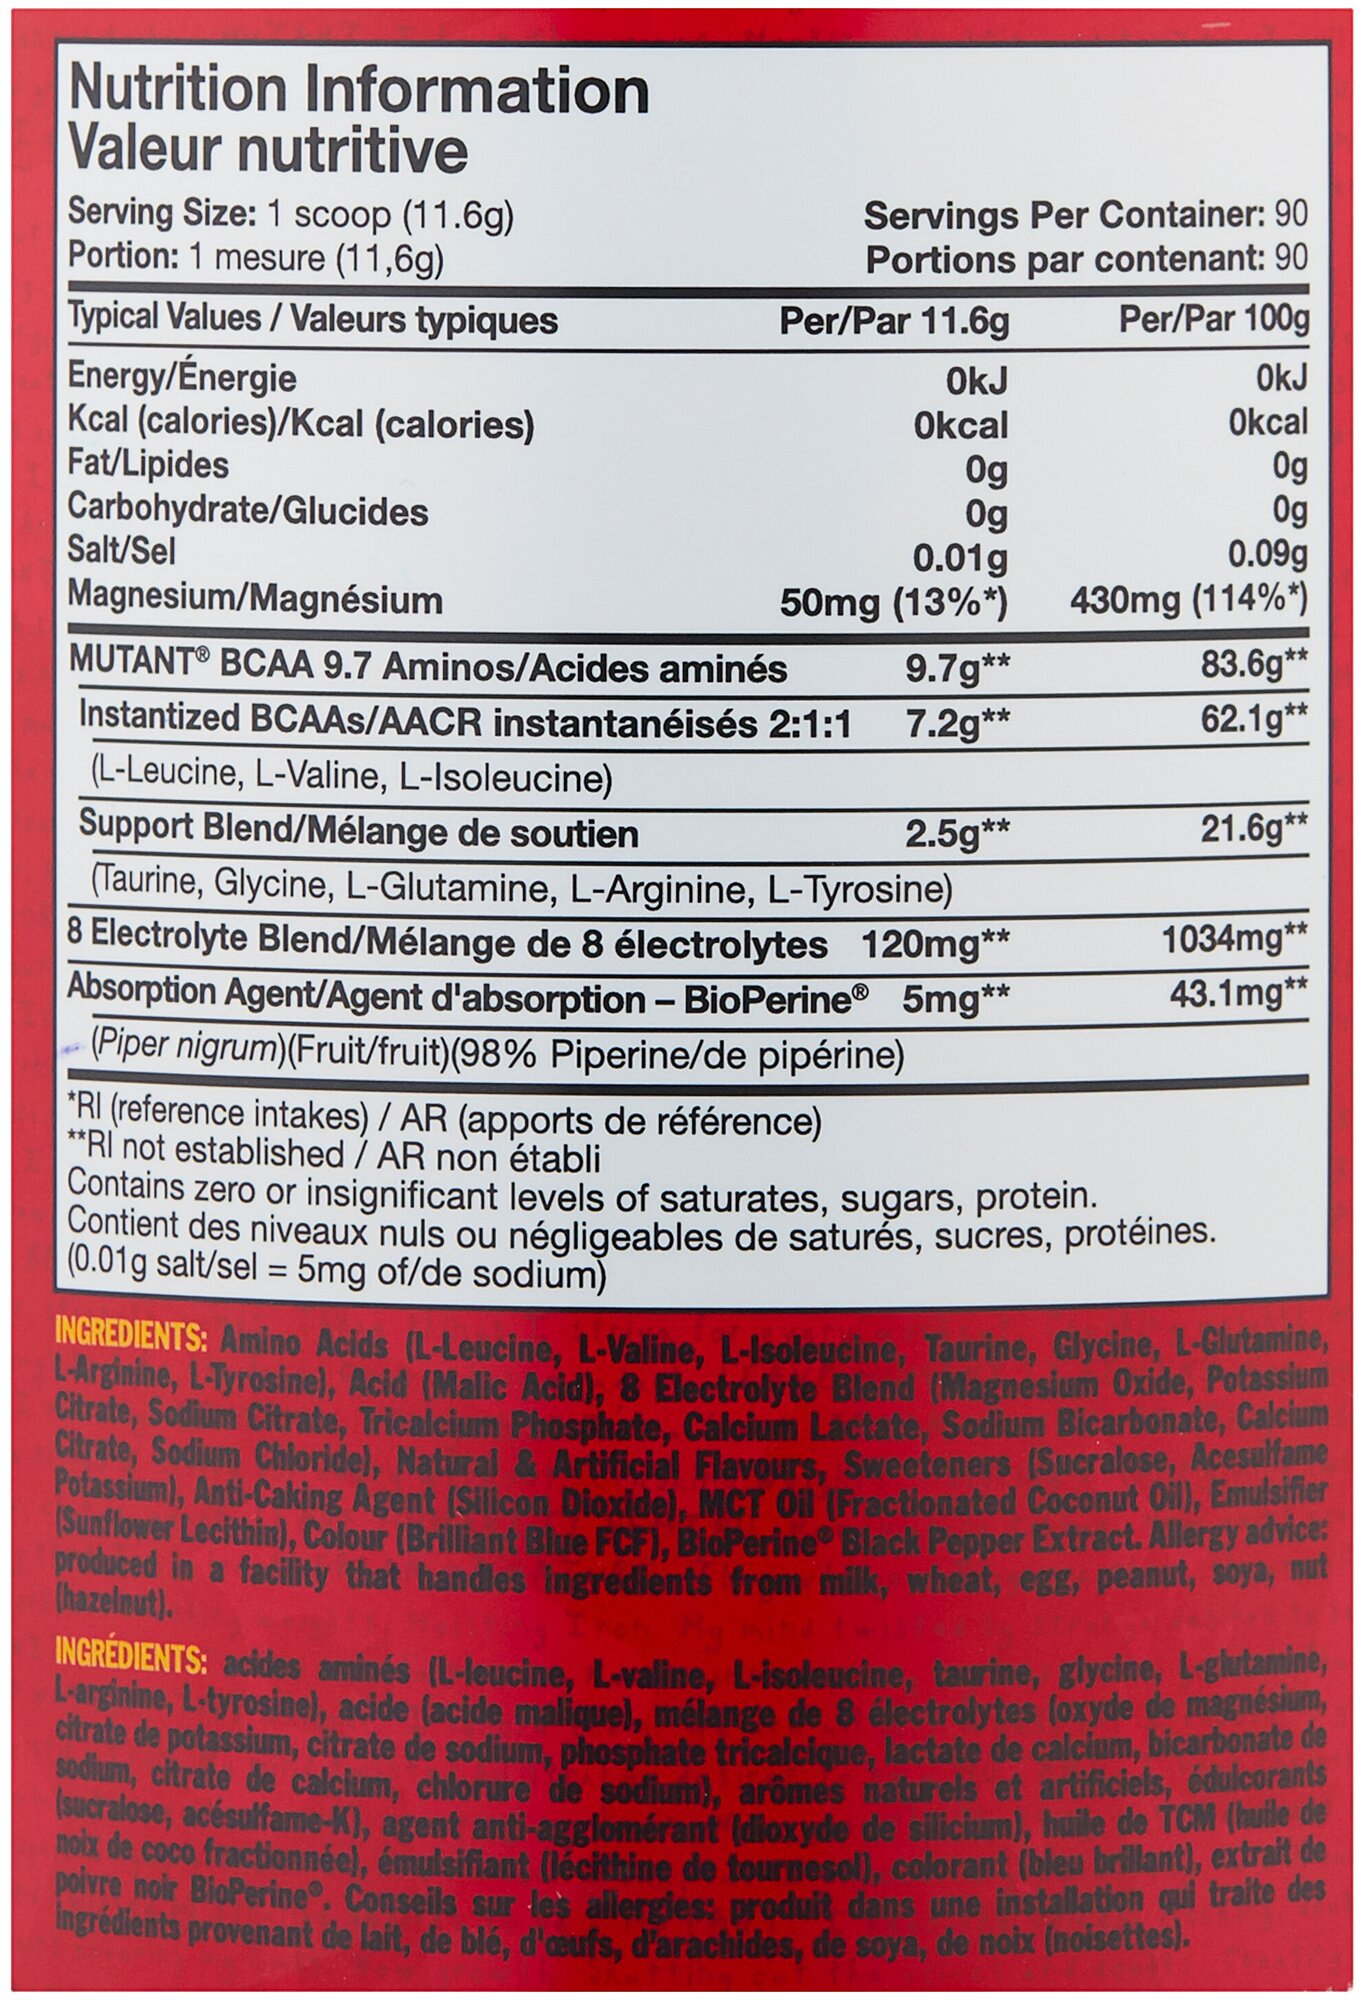 Nutrition Information
Valeur nutritive
Serving Size: 1 scoop (11.6g) Servings Per Container: 90
Portion: 1 mesure (11,6g) Portions par contenant: 90
Typical Values / Valeurs typiques Per/Par 11.6g Per/Par 100g
Energy/Énergie 0kJ 0kJ
Kcal (calories)/Kcal (calories) 0kcal 0kcal
Fat/Lipides 0g 0g
Carbohydrate/Glucides 0g 0g
Salt/Sel 0.01g 0.09g
Magnesium/Magnésium 50mg (13%*) 430mg (114%*)
MUTANT® BCAA 9.7 Aminos/Acides aminés 9.7g** 83.6g**
Instantized BCAAs/AACR instantanéisés 2:1:1 7.2g** 62.1g**
(L-Leucine, L-Valine, L-Isoleucine)
Support Blend/Mélange de soutien 2.5g** 21.6g**
(Taurine, Glycine, L-Glutamine, L-Arginine, L-Tyrosine)
8 Electrolyte Blend/Mélange de 8 électrolytes 120mg** 1034mg**
Absorption Agent/Agent d'absorption – BioPerine® 5mg** 43.1mg**
(Piper nigrum)(Fruit/fruit)(98% Piperine/de pipérine)
*RI (reference intakes) / AR (apports de référence)
**RI not established / AR non établi
Contains zero or insignificant levels of saturates, sugars, protein.
Contient des niveaux nuls ou négligeables de saturés, sucres, protéines.
(0.01g salt/sel = 5mg of/de sodium)
INGREDIENTS: Amino Acids (L-Leucine, L-Valine, L-Isoleucine, Taurine, Glycine, L-Glutamine,
L-Arginine, L-Tyrosine), Acid (Malic Acid), 8 Electrolyte Blend (Magnesium Oxide, Potassium
Citrate, Sodium Citrate, Tricalcium Phosphate, Calcium Lactate, Sodium Bicarbonate, Calcium
Citrate, Sodium Chloride), Natural & Artificial Flavours, Sweeteners (Sucralose, Acesulfame
Potassium), Anti-Caking Agent (Silicon Dioxide), MCT Oil (Fractionated Coconut Oil), Emulsifier
(Sunflower Lecithin), Colour (Brilliant Blue FCF), BioPerine® Black Pepper Extract. Allergy advice:
produced in a facility that handles ingredients from milk, wheat, egg, peanut, soya, nut
(hazelnut).
INGRÉDIENTS: acides aminés (L-leucine, L-valine, L-isoleucine, taurine, glycine, L-glutamine,
L-arginine, L-tyrosine), acide (acide malique), mélange de 8 électrolytes (oxyde de magnésium,
citrate de potassium, citrate de sodium, phosphate tricalcique, lactate de calcium, bicarbonate de
sodium, citrate de calcium, chlorure de sodium), arômes naturels et artificiels, édulcorants
(sucralose, acésulfame-K), agent anti-agglomérant (dioxyde de silicium), huile de TCM (huile de
noix de coco fractionnée), émulsifiant (lécithine de tournesol), colorant (bleu brillant), extrait de
poivre noir BioPerine®. Conseils sur les allergies: produit dans une installation qui traite des
ingrédients provenant de lait, de blé, d'œufs, d'arachides, de soya, de noix (noisettes).